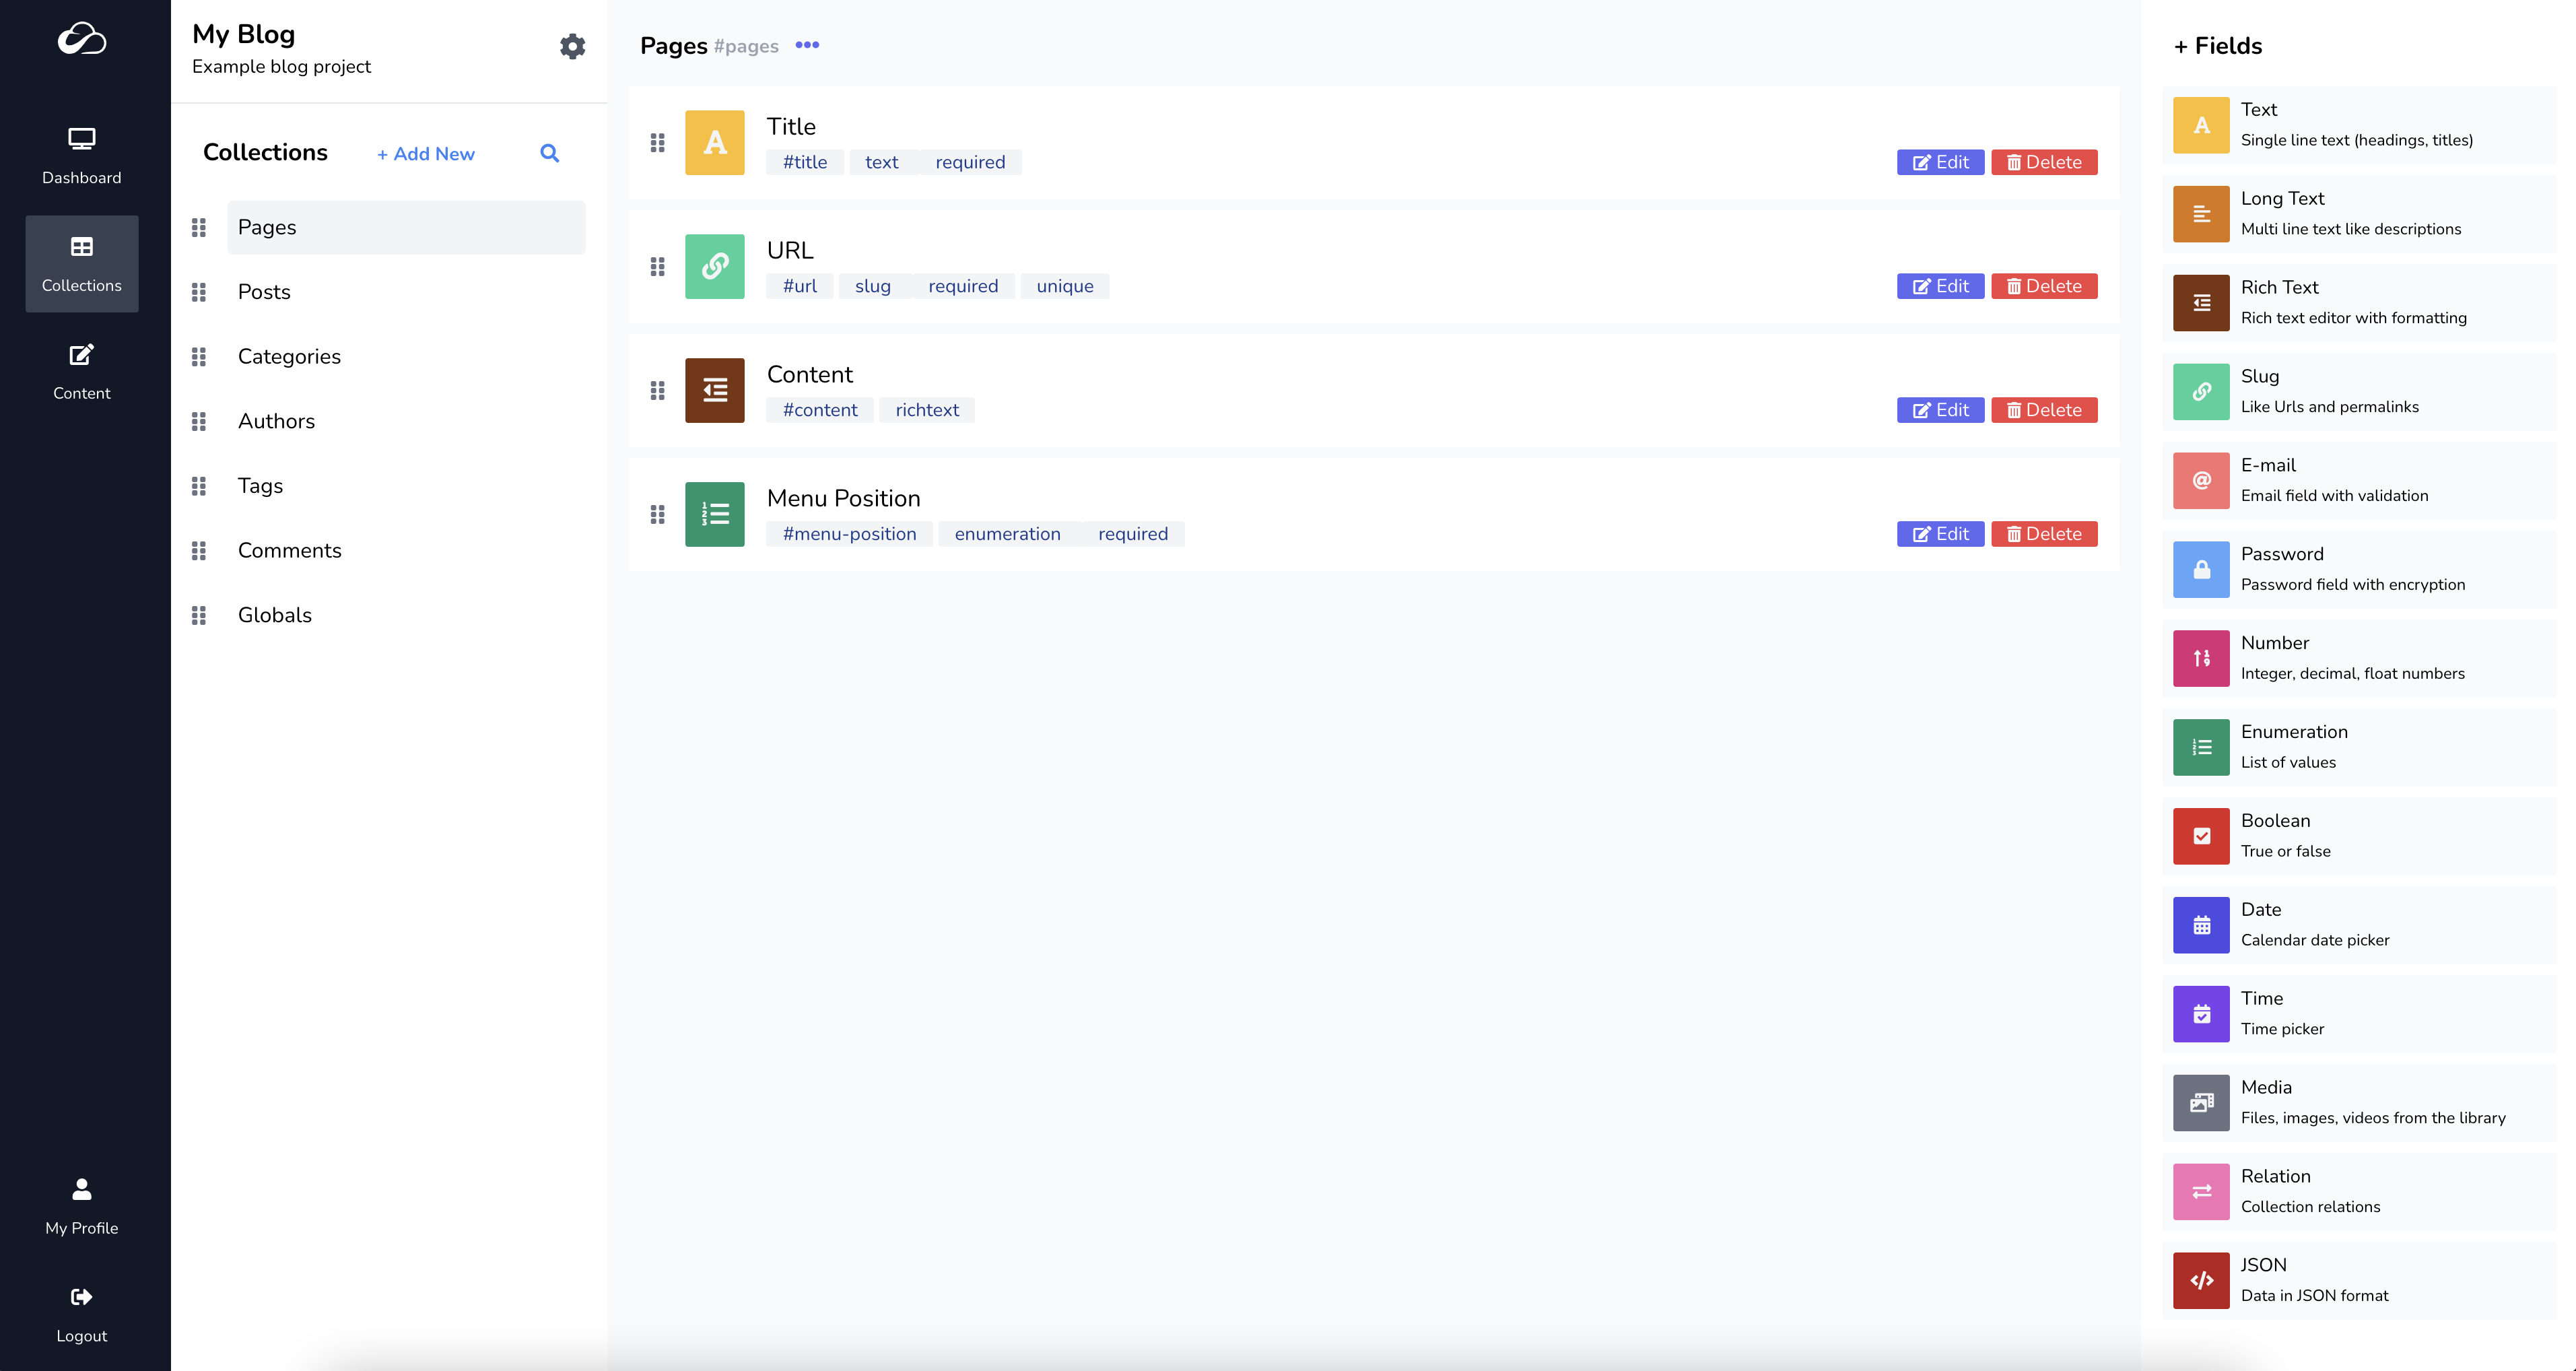 Dashboard
Collections
Content
My Profile
Logout
My Blog
Example blog project
Collections + Add New
Pages
Posts
Categories
Authors
Tags
Comments
Globals
Pages #pages
Title
#title text required
Edit Delete
URL
#url slug required unique
Edit Delete
Content
#content richtext
Edit Delete
Menu Position
#menu-position enumeration required
Edit Delete
+ Fields
Text
Single line text (headings, titles)
Long Text
Multi line text like descriptions
Rich Text
Rich text editor with formatting
Slug
Like Urls and permalinks
E-mail
Email field with validation
Password
Password field with encryption
Number
Integer, decimal, float numbers
Enumeration
List of values
Boolean
True or false
Date
Calendar date picker
Time
Time picker
Media
Files, images, videos from the library
Relation
Collection relations
JSON
Data in JSON format